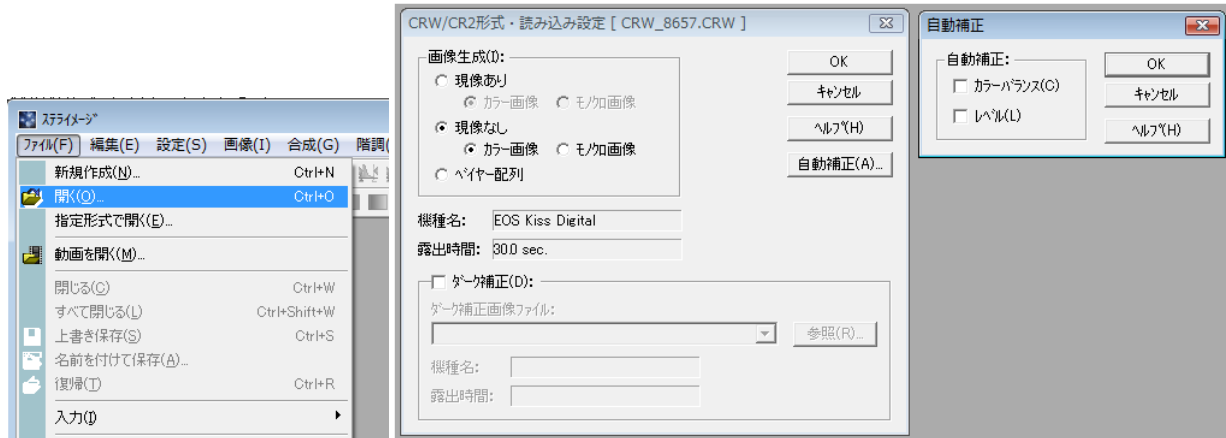 ステライメージ
ファイル(F) 編集(E) 設定(S) 画像(I) 合成(G) 階調(
新規作成(N)... Ctrl+N
開く(O)... Ctrl+O
指定形式で開く(E)...
動画を開く(M)...
閉じる(C) Ctrl+W
すべて閉じる(L) Ctrl+Shift+W
上書き保存(S) Ctrl+S
名前を付けて保存(A)...
復帰(T) Ctrl+R
入力(I)
CRW/CR2形式・読み込み設定 [ CRW_8657.CRW ]
画像生成(I):
現像あり
カラー画像 モノクロ画像
現像なし
カラー画像 モノクロ画像
ベイヤー配列
OK
キャンセル
ヘルプ(H)
自動補正(A)...
機種名: EOS Kiss Digital
露出時間: 30.0 sec.
ダーク補正(D):
ダーク補正画像ファイル:
参照(R)...
機種名:
露出時間:
自動補正
自動補正:
カラーバランス(C)
レベル(L)
OK
キャンセル
ヘルプ(H)